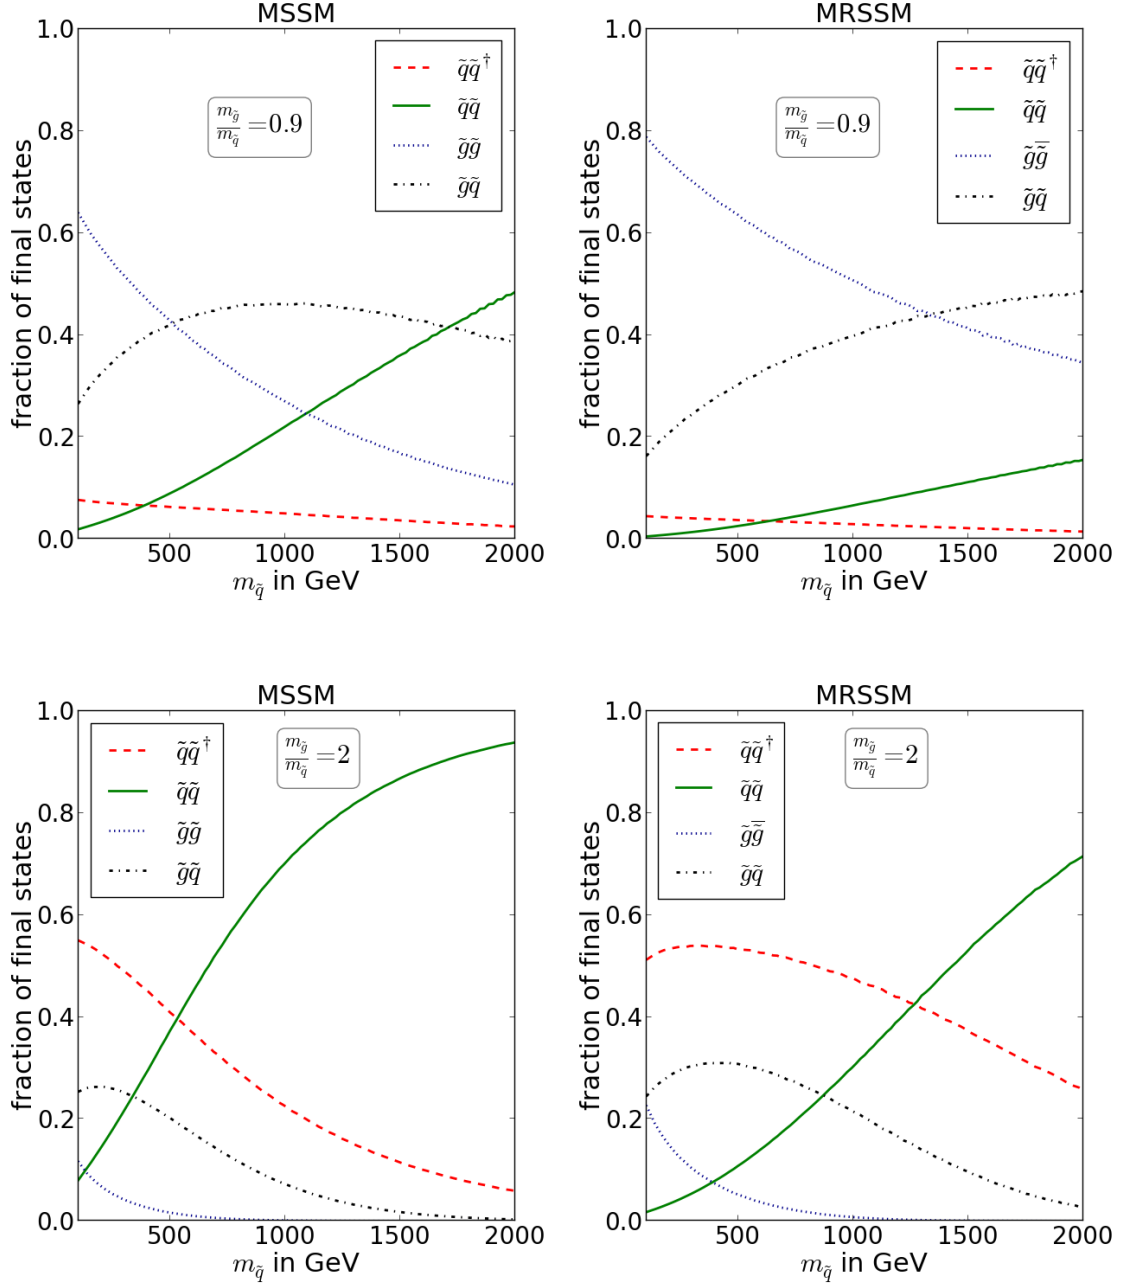 MSSM
fraction of final states
1.0
0.8
0.6
0.4
0.2
0.0
500
1000
1500
2000
m_q̃ in GeV
m_g̃/m_q̃ = 0.9
q̃q̃†
q̃q̃
g̃g̃
g̃q̃
MRSSM
fraction of final states
1.0
0.8
0.6
0.4
0.2
0.0
500
1000
1500
2000
m_q̃ in GeV
m_g̃/m_q̃ = 0.9
q̃q̃†
q̃q̃
g̃g̃̅
g̃q̃
MSSM
fraction of final states
1.0
0.8
0.6
0.4
0.2
0.0
500
1000
1500
2000
m_q̃ in GeV
q̃q̃†
q̃q̃
g̃g̃
g̃q̃
m_g̃/m_q̃ = 2
MRSSM
fraction of final states
1.0
0.8
0.6
0.4
0.2
0.0
500
1000
1500
2000
m_q̃ in GeV
q̃q̃†
q̃q̃
g̃g̃̅
g̃q̃
m_g̃/m_q̃ = 2